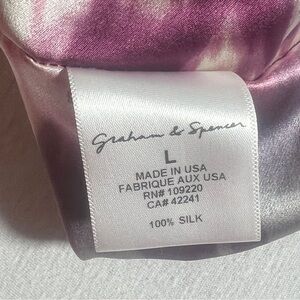 Graham & Spencer
L
MADE IN USA
FABRIQUE AUX USA
RN# 109220
CA# 42241
100% SILK